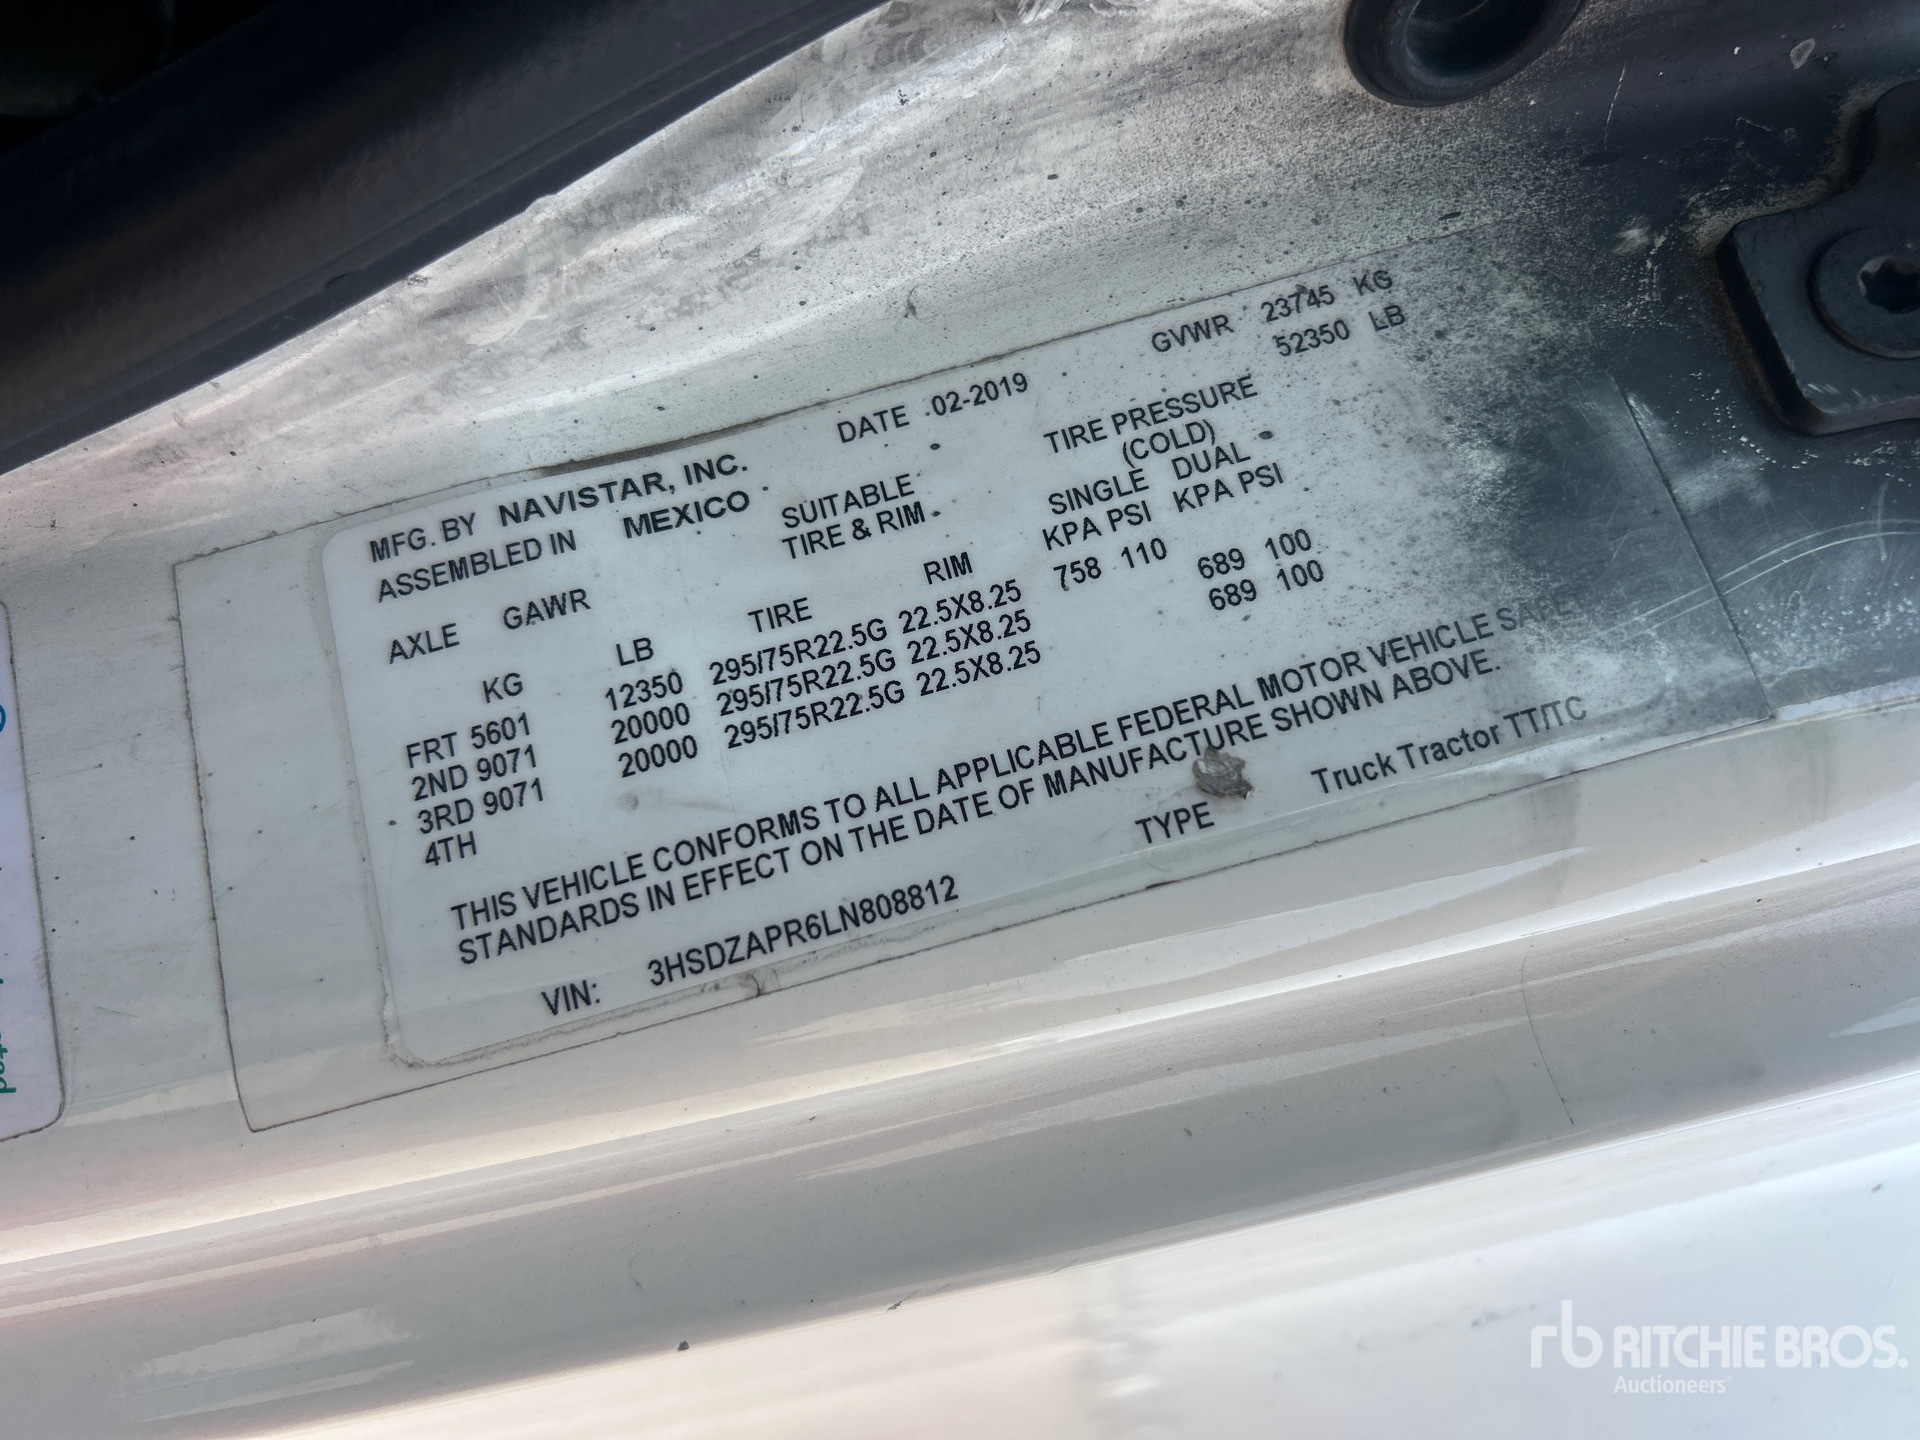 MFG. BY NAVISTAR, INC. DATE 02-2019 GVWR 23745 KG
ASSEMBLED IN MEXICO 52350 LB
SUITABLE TIRE PRESSURE
TIRE & RIM (COLD)
SINGLE DUAL
AXLE GAWR KPA PSI KPA PSI
KG LB TIRE RIM
FRT 5601 12350 295/75R22.5G 22.5X8.25 758 110
2ND 9071 20000 295/75R22.5G 22.5X8.25 689 100
3RD 9071 20000 295/75R22.5G 22.5X8.25 689 100
4TH
THIS VEHICLE CONFORMS TO ALL APPLICABLE FEDERAL MOTOR VEHICLE
STANDARDS IN EFFECT ON THE DATE OF MANUFACTURE SHOWN ABOVE.
VIN: 3HSDZAPR6LN808812 TYPE Truck Tractor TT/TC
rb RITCHIE BROS.
Auctioneers